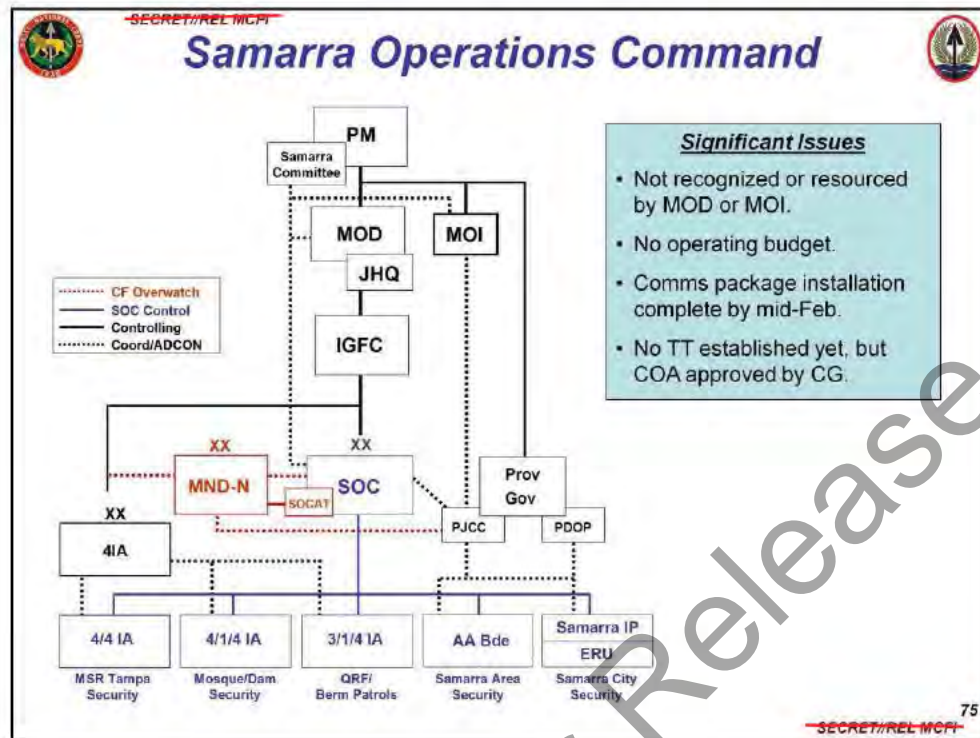 SECRET//REL MCFI
Samarra Operations Command
PM
Samarra
Committee
MOD
MOI
JHQ
IGFC
CF Overwatch
SOC Control
Controlling
Coord/ADCON
Significant Issues
• Not recognized or resourced
by MOD or MOI.
• No operating budget.
• Comms package installation
complete by mid-Feb.
• No TT established yet, but
COA approved by CG.
XX
MND-N
XX
SOC
SOCAT
Prov
Gov
PJCC
PDOP
XX
4IA
4/4 IA
4/1/4 IA
3/1/4 IA
AA Bde
Samarra IP
ERU
MSR Tampa
Security
Mosque/Dam
Security
QRF/
Berm Patrols
Samarra Area
Security
Samarra City
Security
Release
75
SECRET//REL MCFI